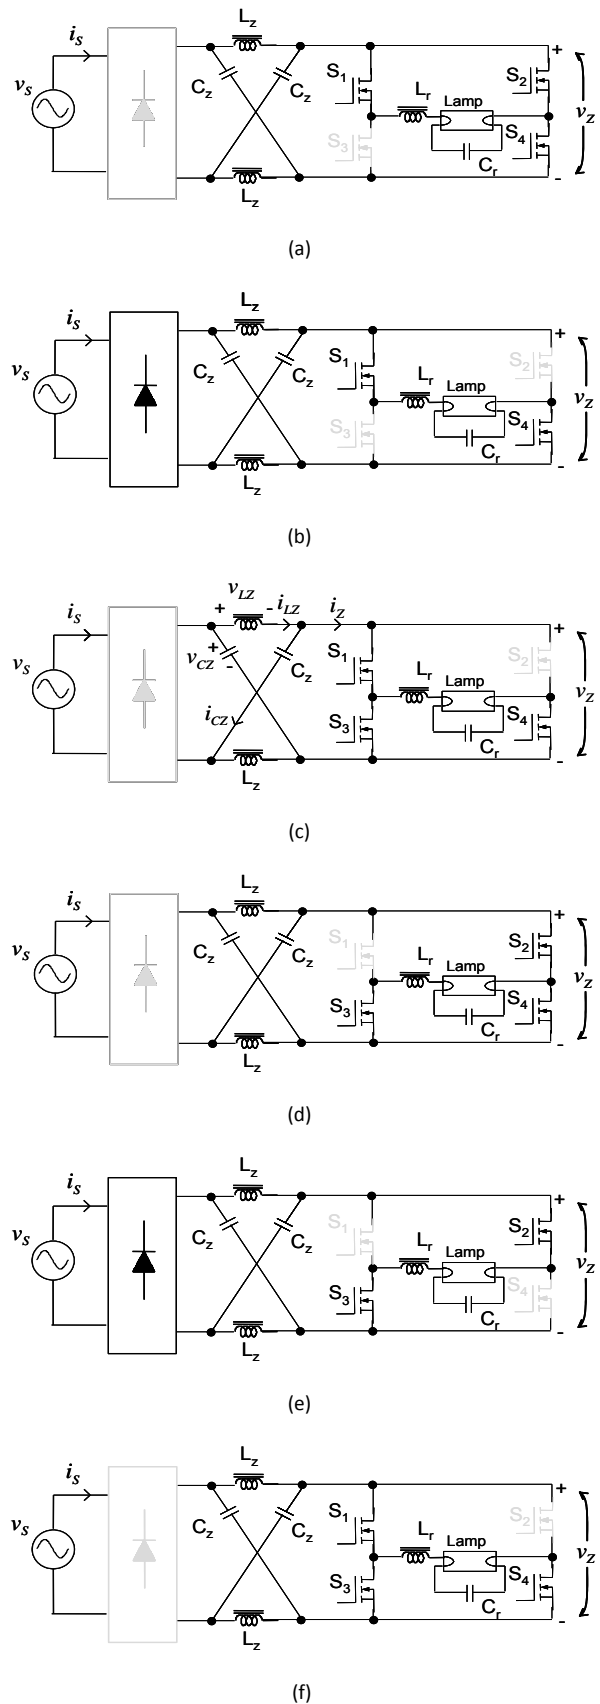 L_z
i_S
v_S
C_z
C_z
S_1
S_2
+
L_r
Lamp
v_Z
S_3
S_4
C_r
-
L_z
(a)
L_z
i_S
v_S
C_z
C_z
S_1
S_2
+
L_r
Lamp
v_Z
S_3
S_4
C_r
-
L_z
(b)
v_LZ
i_S
+
-
i_LZ
i_Z
+
v_S
v_CZ
+
-
C_z
S_1
S_2
L_r
Lamp
v_Z
i_CZ
S_3
S_4
C_r
-
L_z
(c)
L_z
i_S
v_S
C_z
C_z
S_1
S_2
+
L_r
Lamp
v_Z
S_3
S_4
C_r
-
L_z
(d)
L_z
i_S
v_S
C_z
C_z
S_1
S_2
+
L_r
Lamp
v_Z
S_3
S_4
C_r
-
L_z
(e)
L_z
i_S
v_S
C_z
C_z
S_1
S_2
+
L_r
Lamp
v_Z
S_3
S_4
C_r
-
L_z
(f)